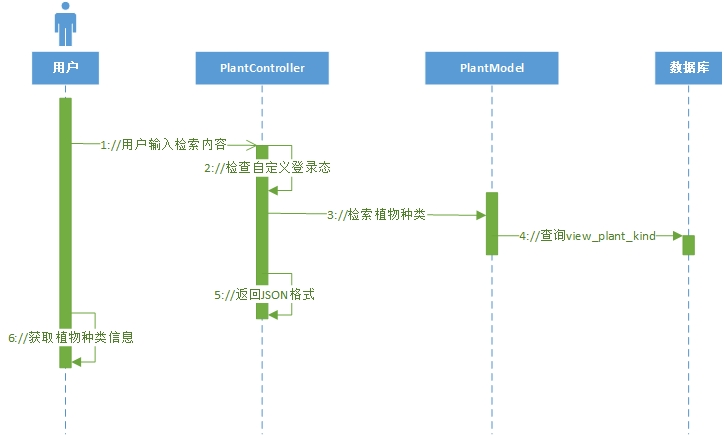 用户
PlantController
PlantModel
数据库
1://用户输入检索内容
2://检查自定义登录态
3://检索植物种类
4://查询view_plant_kind
5://返回JSON格式
6://获取植物种类信息